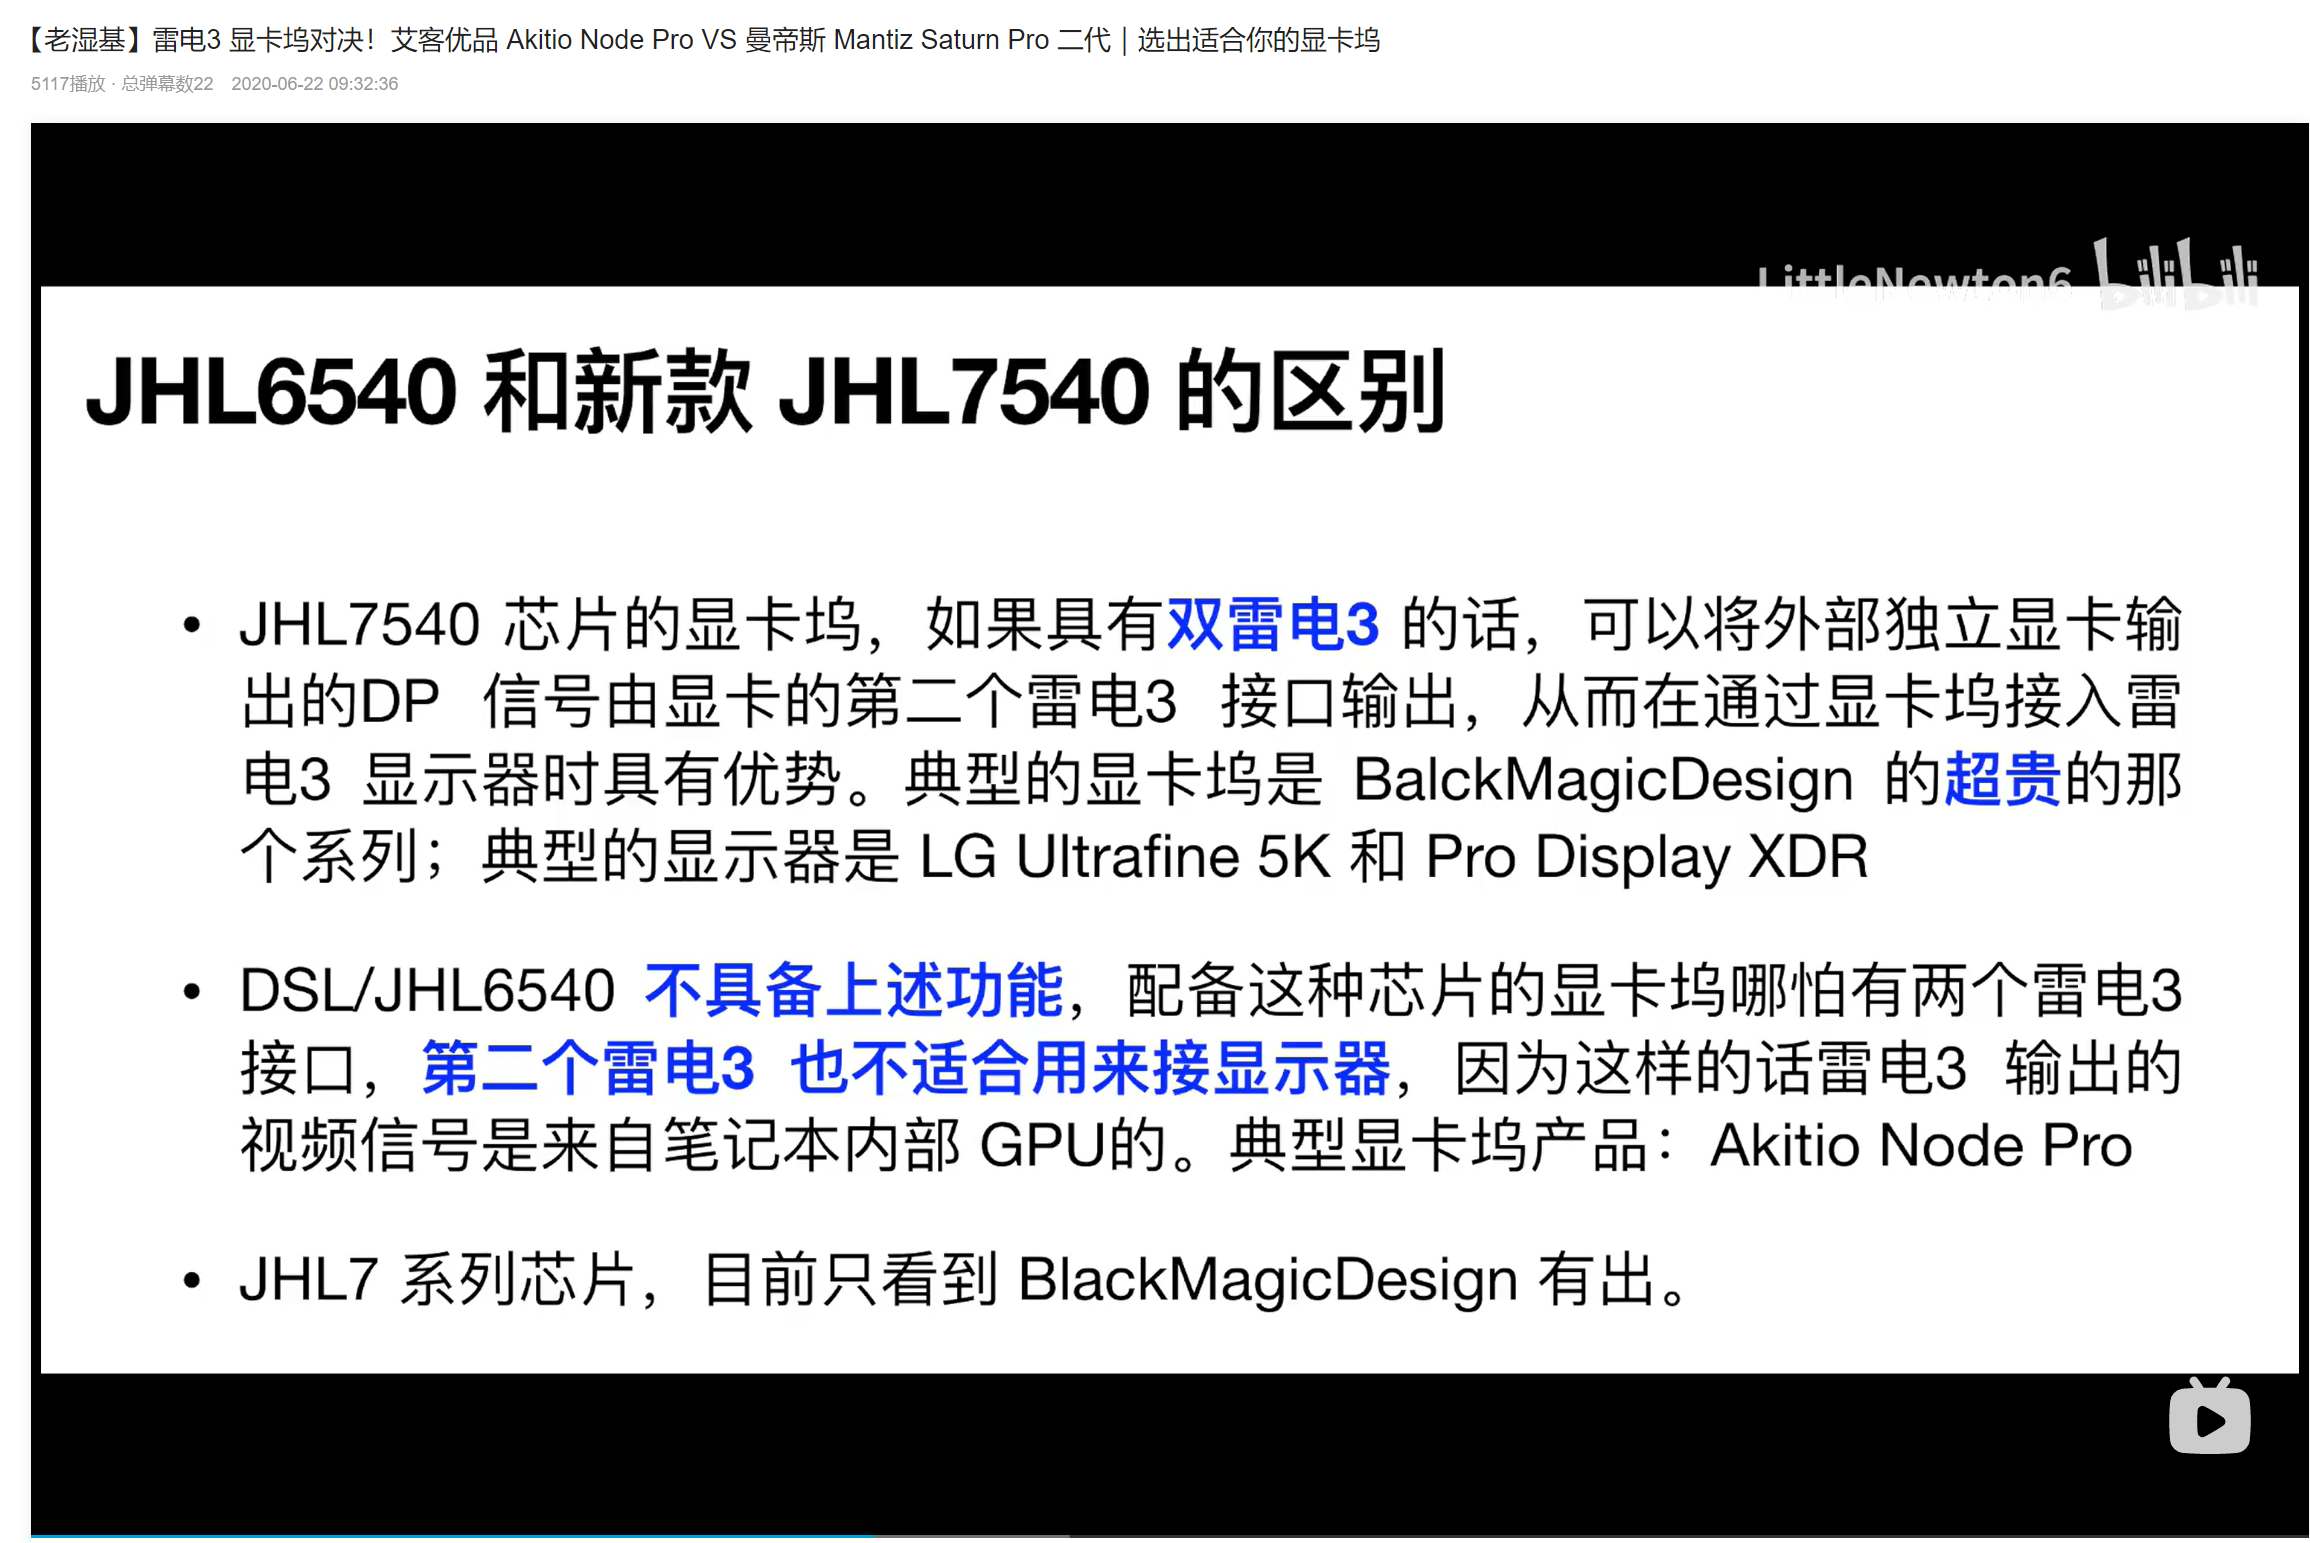 【老湿基】雷电3 显卡坞对决！艾客优品 Akitio Node Pro VS 曼帝斯 Mantiz Saturn Pro 二代｜选出适合你的显卡坞
5117播放 · 总弹幕数22 2020-06-22 09:32:36
LittleNewton6 bilibili
JHL6540 和新款 JHL7540 的区别
• JHL7540 芯片的显卡坞，如果具有双雷电3 的话，可以将外部独立显卡输
出的DP 信号由显卡的第二个雷电3 接口输出，从而在通过显卡坞接入雷
电3 显示器时具有优势。典型的显卡坞是 BalckMagicDesign 的超贵的那
个系列；典型的显示器是 LG Ultrafine 5K 和 Pro Display XDR
• DSL/JHL6540 不具备上述功能，配备这种芯片的显卡坞哪怕有两个雷电3
接口，第二个雷电3 也不适合用来接显示器，因为这样的话雷电3 输出的
视频信号是来自笔记本内部 GPU的。典型显卡坞产品：Akitio Node Pro
• JHL7 系列芯片，目前只看到 BlackMagicDesign 有出。